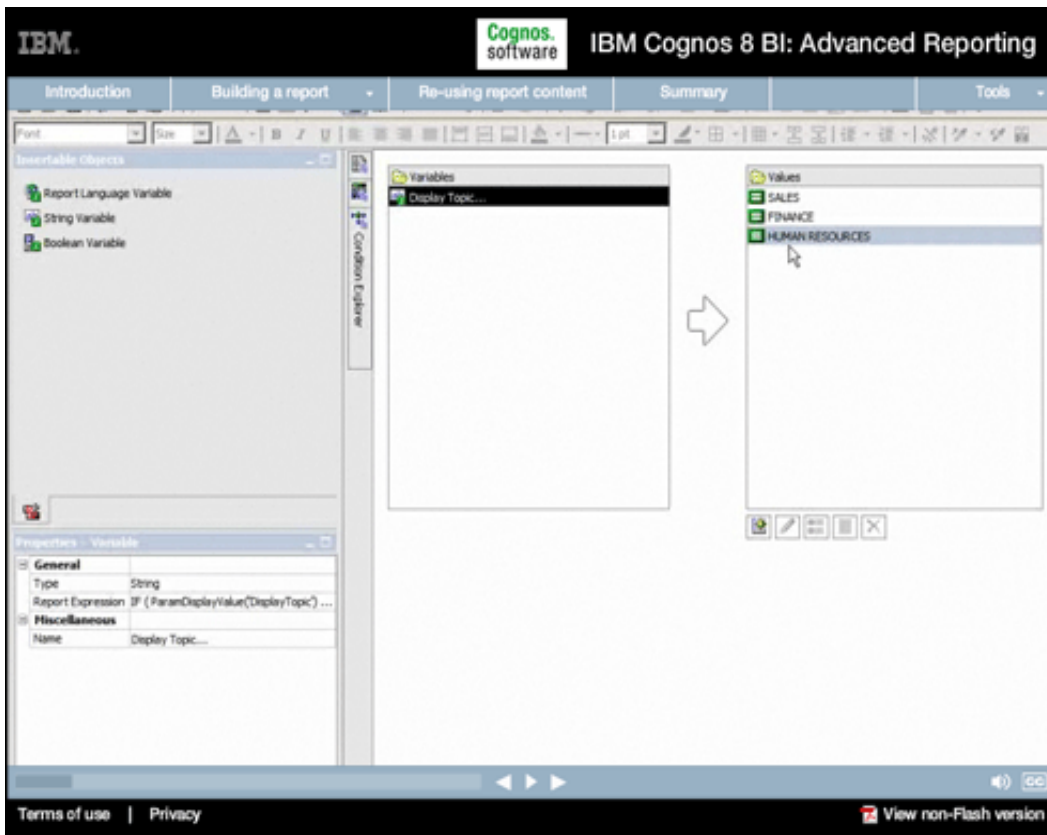 IBM.
Cognos.
software
IBM Cognos 8 BI: Advanced Reporting
Introduction
Building a report
Re-using report content
Summary
Tools
Font
Size
A
B I U
1 pt
Insertable Objects
Report Language Variable
String Variable
Boolean Variable
Condition Explorer
Variables
Display Topic...
Values
SALES
FINANCE
HUMAN RESOURCES
Properties - Variable
General
Type String
Report Expression IF ( ParamDisplayValue('DisplayTopic') ...
Miscellaneous
Name Display Topic....
CC
Terms of use | Privacy
View non-Flash version